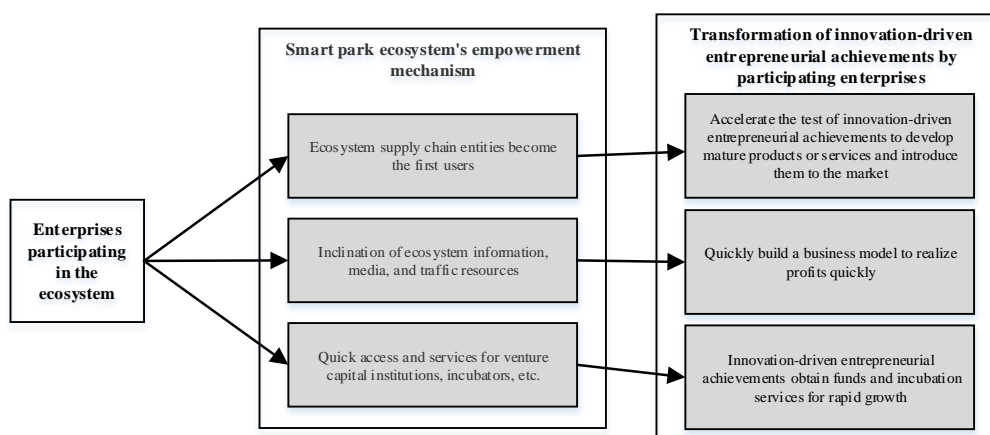 Enterprises
participating
in the
ecosystem
Smart park ecosystem's empowerment
mechanism
Ecosystem supply chain entities become
the first users
Inclination of ecosystem information,
media, and traffic resources
Quick access and services for venture
capital institutions, incubators, etc.
Transformation of innovation-driven
entrepreneurial achievements by
participating enterprises
Accelerate the test of innovation-driven
entrepreneurial achievements to develop
mature products or services and introduce
them to the market
Quickly build a business model to realize
profits quickly
Innovation-driven entrepreneurial
achievements obtain funds and incubation
services for rapid growth